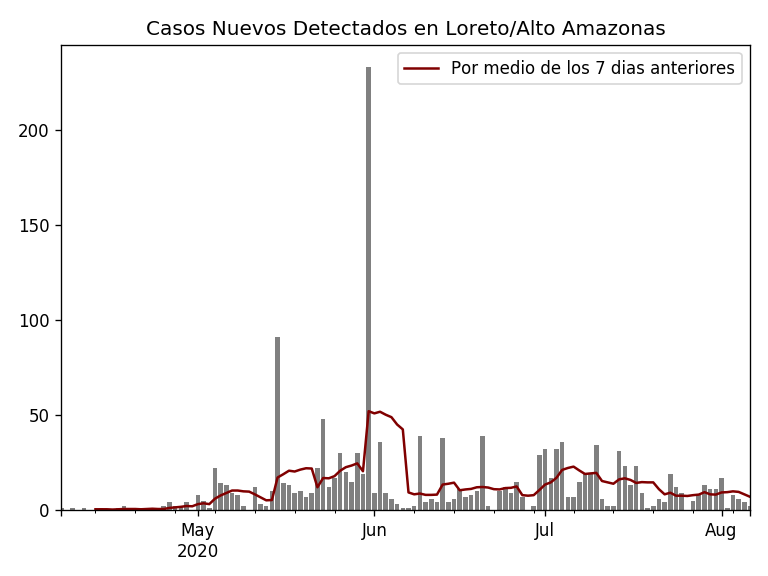 Casos Nuevos Detectados en Loreto/Alto Amazonas
Por medio de los 7 dias anteriores
200
150
100
50
0
May Jun Jul Aug
2020